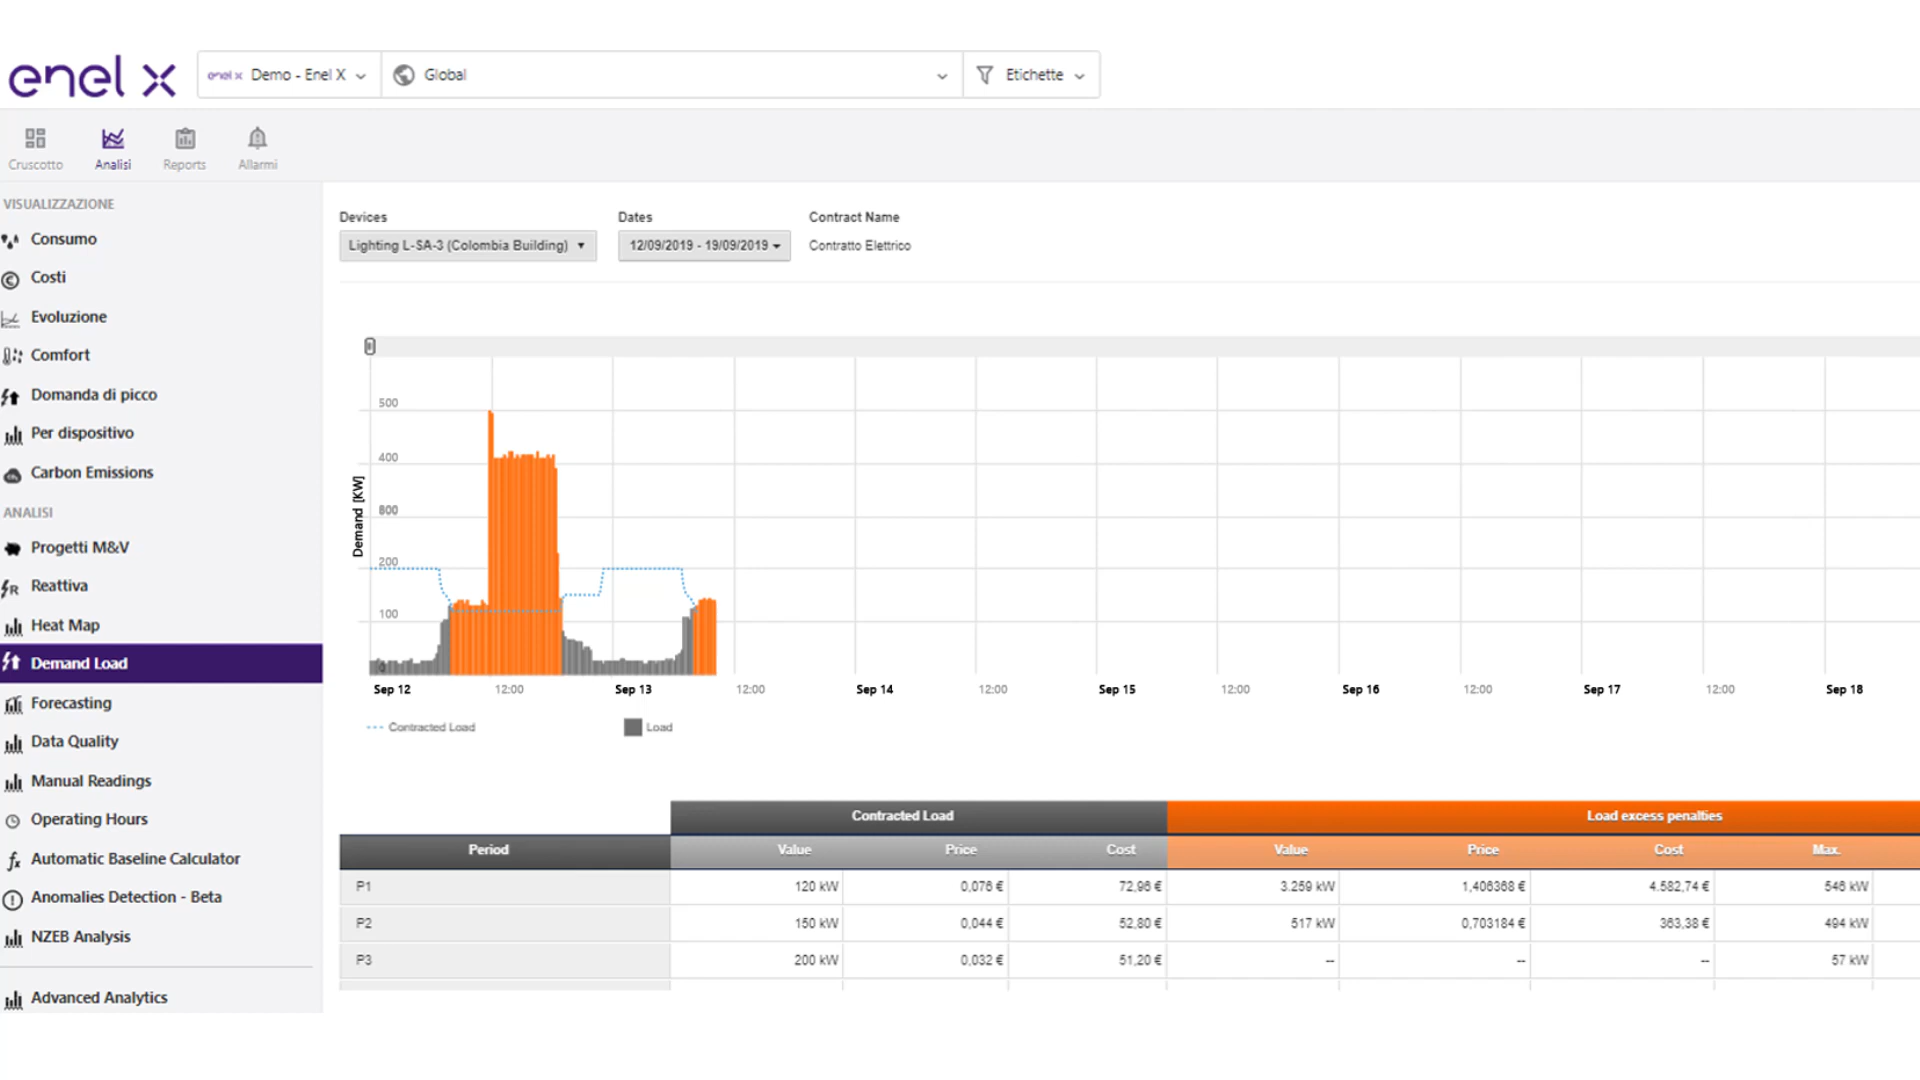 enel x
enel x Demo - Enel X
Global
Etichette
Cruscotto
Analisi
Reports
Allarmi
VISUALIZZAZIONE
Consumo
Costi
Evoluzione
Comfort
Domanda di picco
Per dispositivo
Carbon Emissions
ANALISI
Progetti M&V
Reattiva
Heat Map
Demand Load
Forecasting
Data Quality
Manual Readings
Operating Hours
Automatic Baseline Calculator
Anomalies Detection - Beta
NZEB Analysis
Advanced Analytics
Devices Dates Contract Name
Lighting L-SA-3 (Colombia Building) 12/09/2019 - 19/09/2019 Contratto Elettrico
Demand [KW]
500
400
800
200
100
0
Sep 12 12:00 Sep 13 12:00 Sep 14 12:00 Sep 15 12:00 Sep 16 12:00 Sep 17 12:00 Sep 18
Contracted Load Load
Contracted Load Load excess penalties
Period Value Price Cost Value Price Cost Max.
P1 120 kW 0,076 € 72,96 € 3.259 kW 1,406368 € 4.582,74 € 546 kW
P2 150 kW 0,044 € 52,80 € 517 kW 0,703184 € 363,38 € 494 kW
P3 200 kW 0,032 € 51,20 € -- -- -- 57 kW